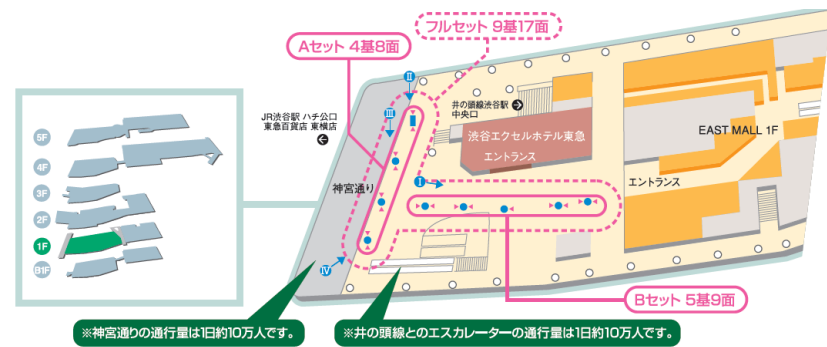 フルセット 9基17面
Aセット 4基8面
II
JR渋谷駅 ハチ公口
東急百貨店 東横店
III
井の頭線渋谷駅
中央口
渋谷エクセルホテル東急
エントランス
EAST MALL 1F
エントランス
神宮通り
I
IV
5F
4F
3F
2F
1F
B1F
Bセット 5基9面
※神宮通りの通行量は1日約10万人です。
※井の頭線とのエスカレーターの通行量は1日約10万人です。